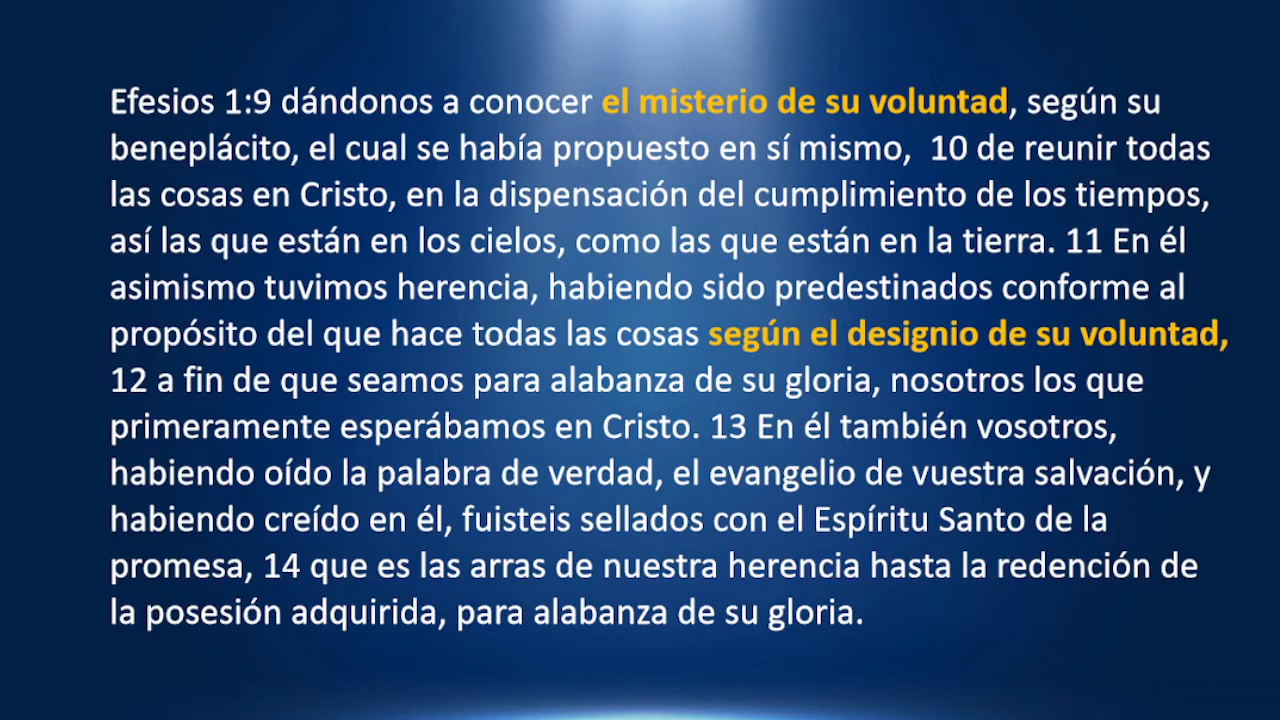 Efesios 1:9 dándonos a conocer el misterio de su voluntad, según su
beneplácito, el cual se había propuesto en sí mismo,  10 de reunir todas
las cosas en Cristo, en la dispensación del cumplimiento de los tiempos,
así las que están en los cielos, como las que están en la tierra. 11 En él
asimismo tuvimos herencia, habiendo sido predestinados conforme al
propósito del que hace todas las cosas según el designio de su voluntad,
12 a fin de que seamos para alabanza de su gloria, nosotros los que
primeramente esperábamos en Cristo. 13 En él también vosotros,
habiendo oído la palabra de verdad, el evangelio de vuestra salvación, y
habiendo creído en él, fuisteis sellados con el Espíritu Santo de la
promesa, 14 que es las arras de nuestra herencia hasta la redención de
la posesión adquirida, para alabanza de su gloria.